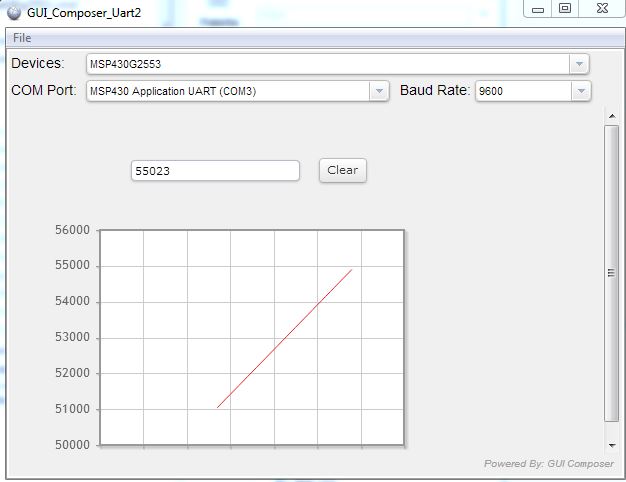 GUI_Composer_Uart2
File
Devices: MSP430G2553
COM Port: MSP430 Application UART (COM3) Baud Rate: 9600
55023 Clear
56000
55000
54000
53000
52000
51000
50000
Powered By: GUI Composer